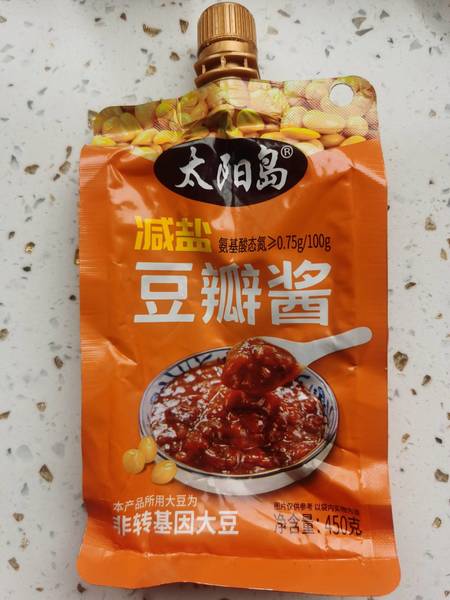 太阳岛®
减盐 氨基酸态氮≥0.75g/100g
豆瓣酱
本产品所用大豆为
非转基因大豆
图片仅供参考 以袋内实物为准
净含量: 450克